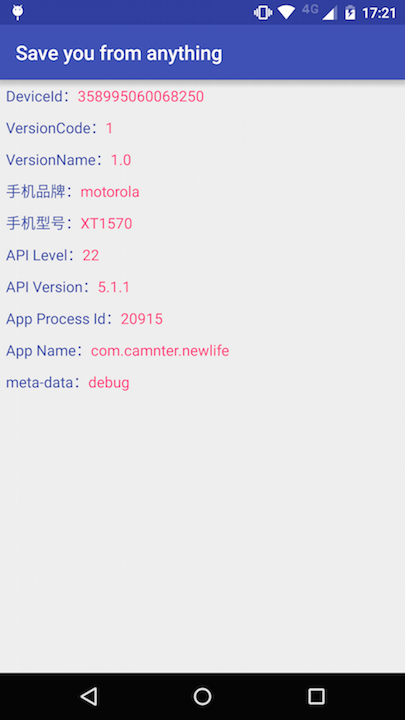 4G 17:21
Save you from anything
DeviceId：358995060068250
VersionCode：1
VersionName：1.0
手机品牌：motorola
手机型号：XT1570
API Level：22
API Version：5.1.1
App Process Id：20915
App Name：com.camnter.newlife
meta-data：debug